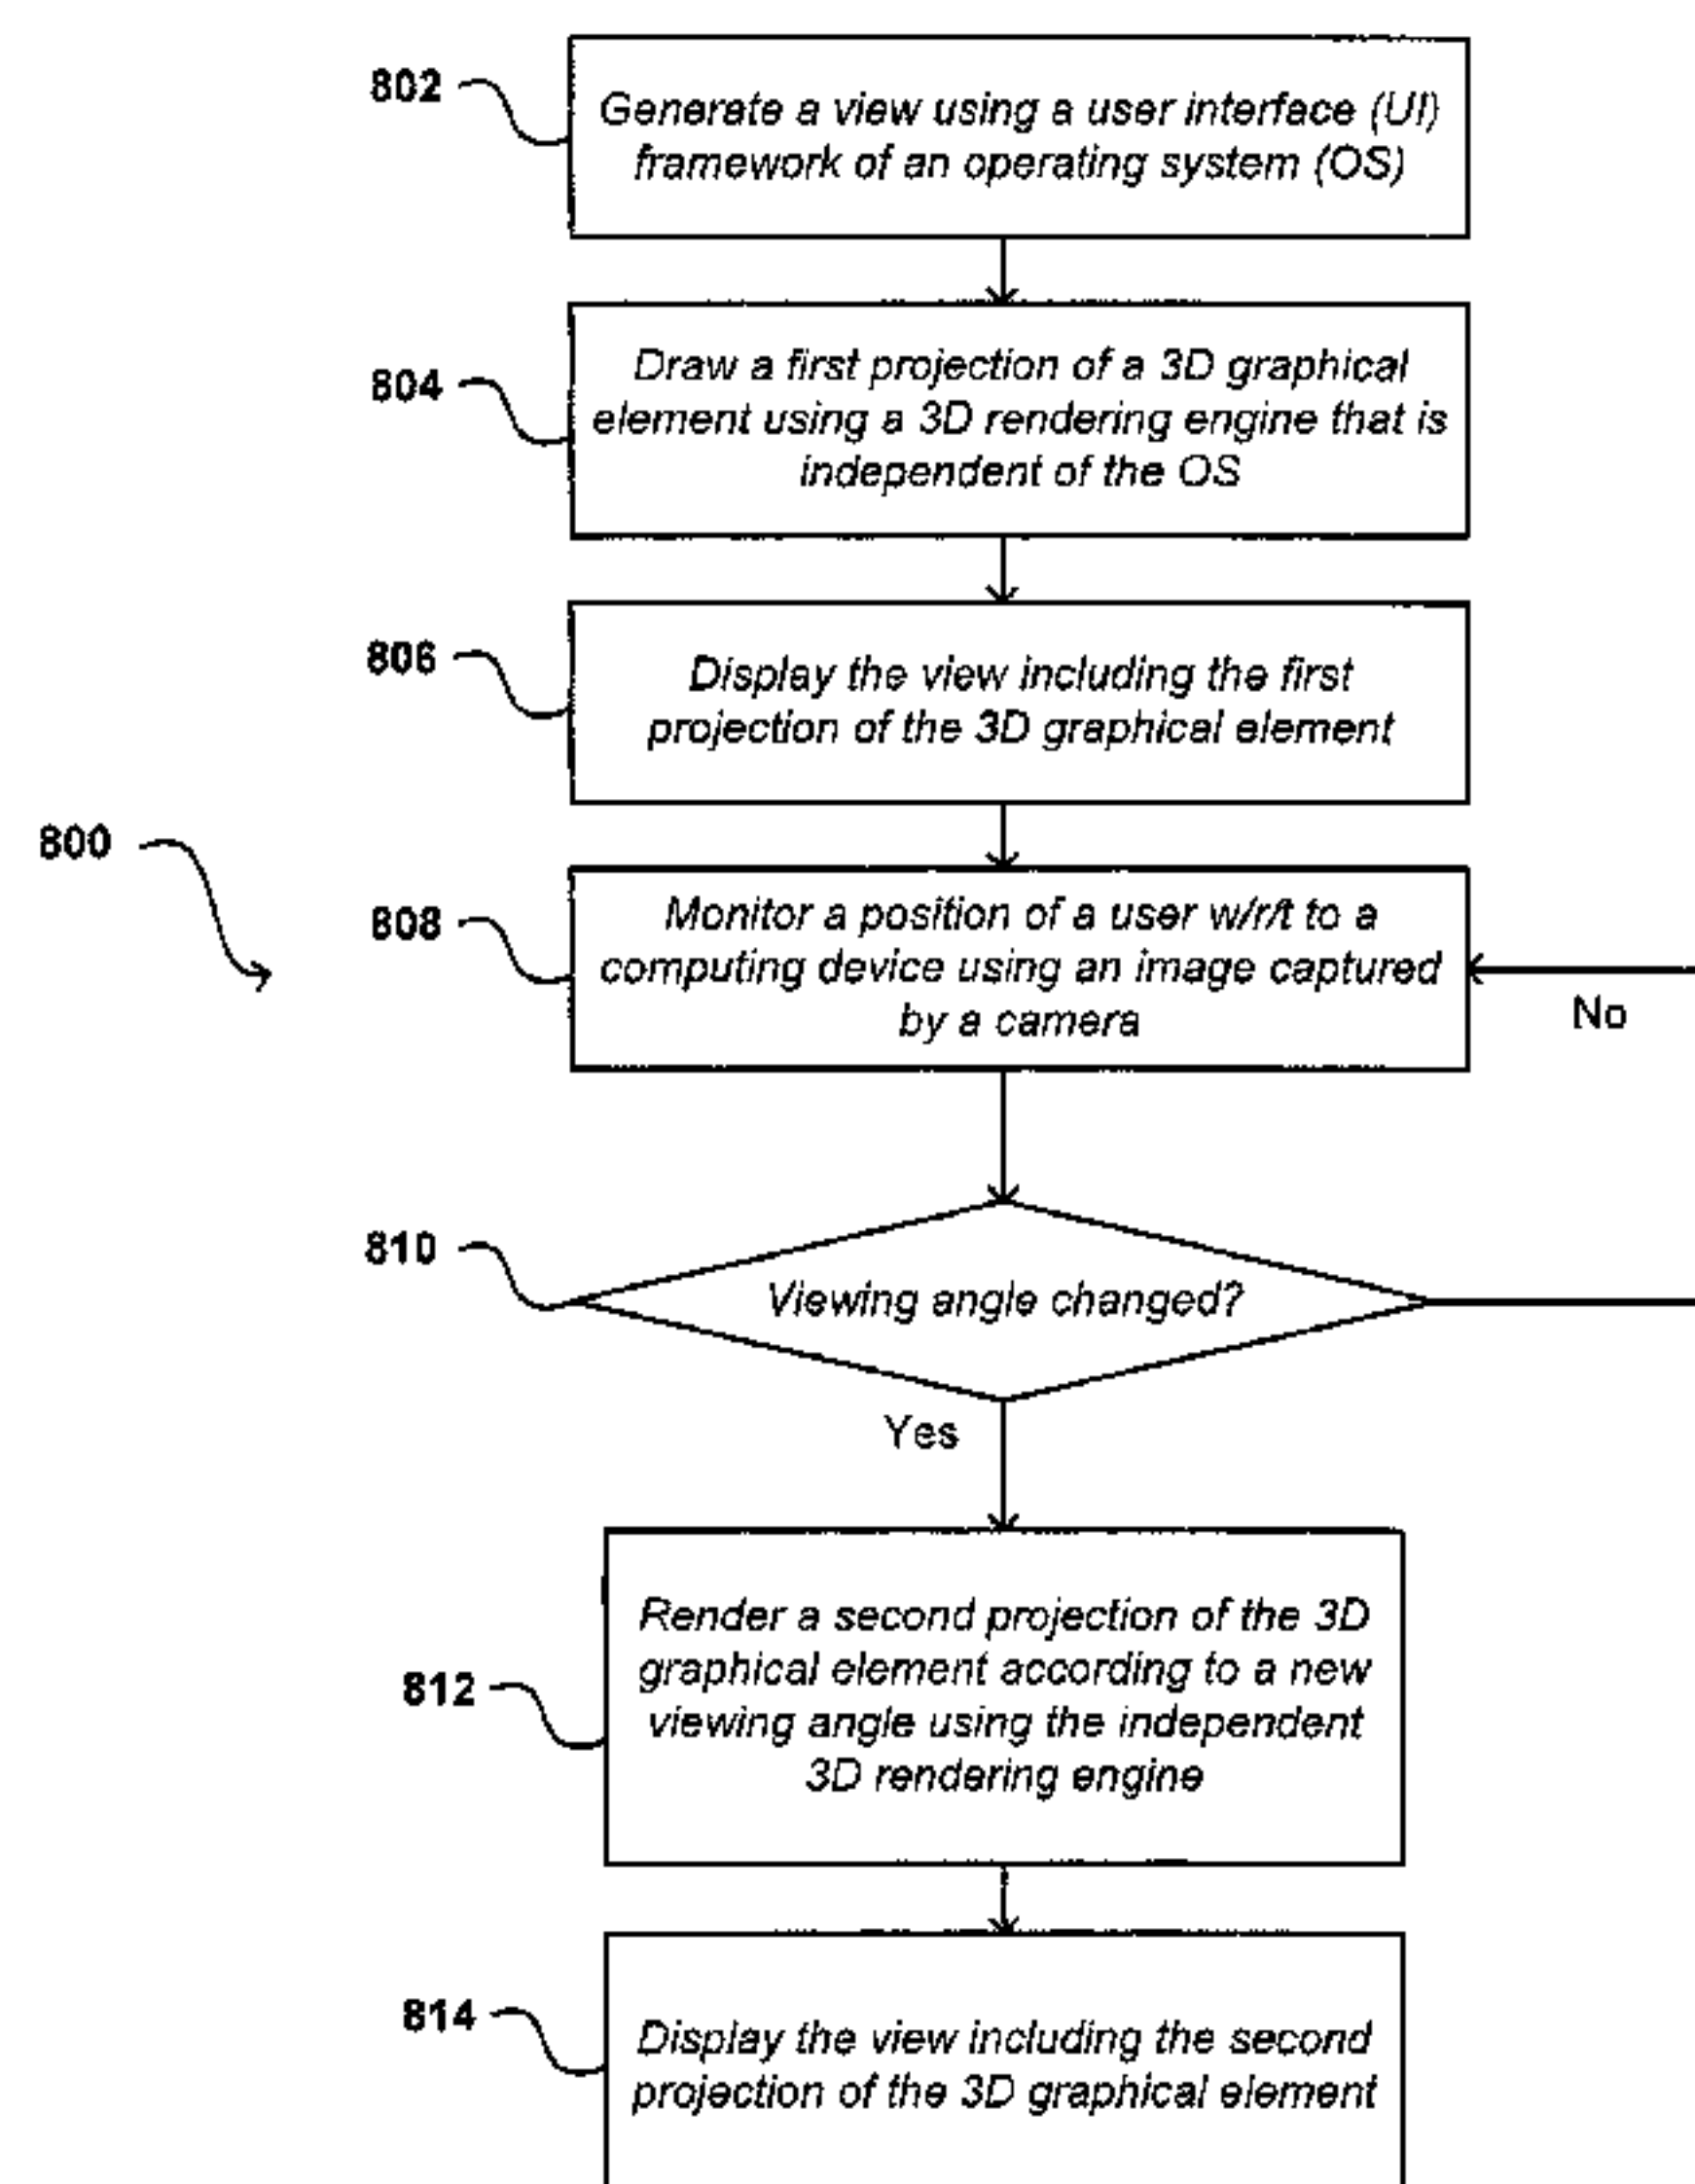 802
Generate a view using a user interface (UI)
framework of an operating system (OS)
804
Draw a first projection of a 3D graphical
element using a 3D rendering engine that is
independent of the OS
806
Display the view including the first
projection of the 3D graphical element
800
808
Monitor a position of a user w/r/t to a
computing device using an image captured
by a camera
No
810
Viewing angle changed?
Yes
812
Render a second projection of the 3D
graphical element according to a new
viewing angle using the independent
3D rendering engine
814
Display the view including the second
projection of the 3D graphical element